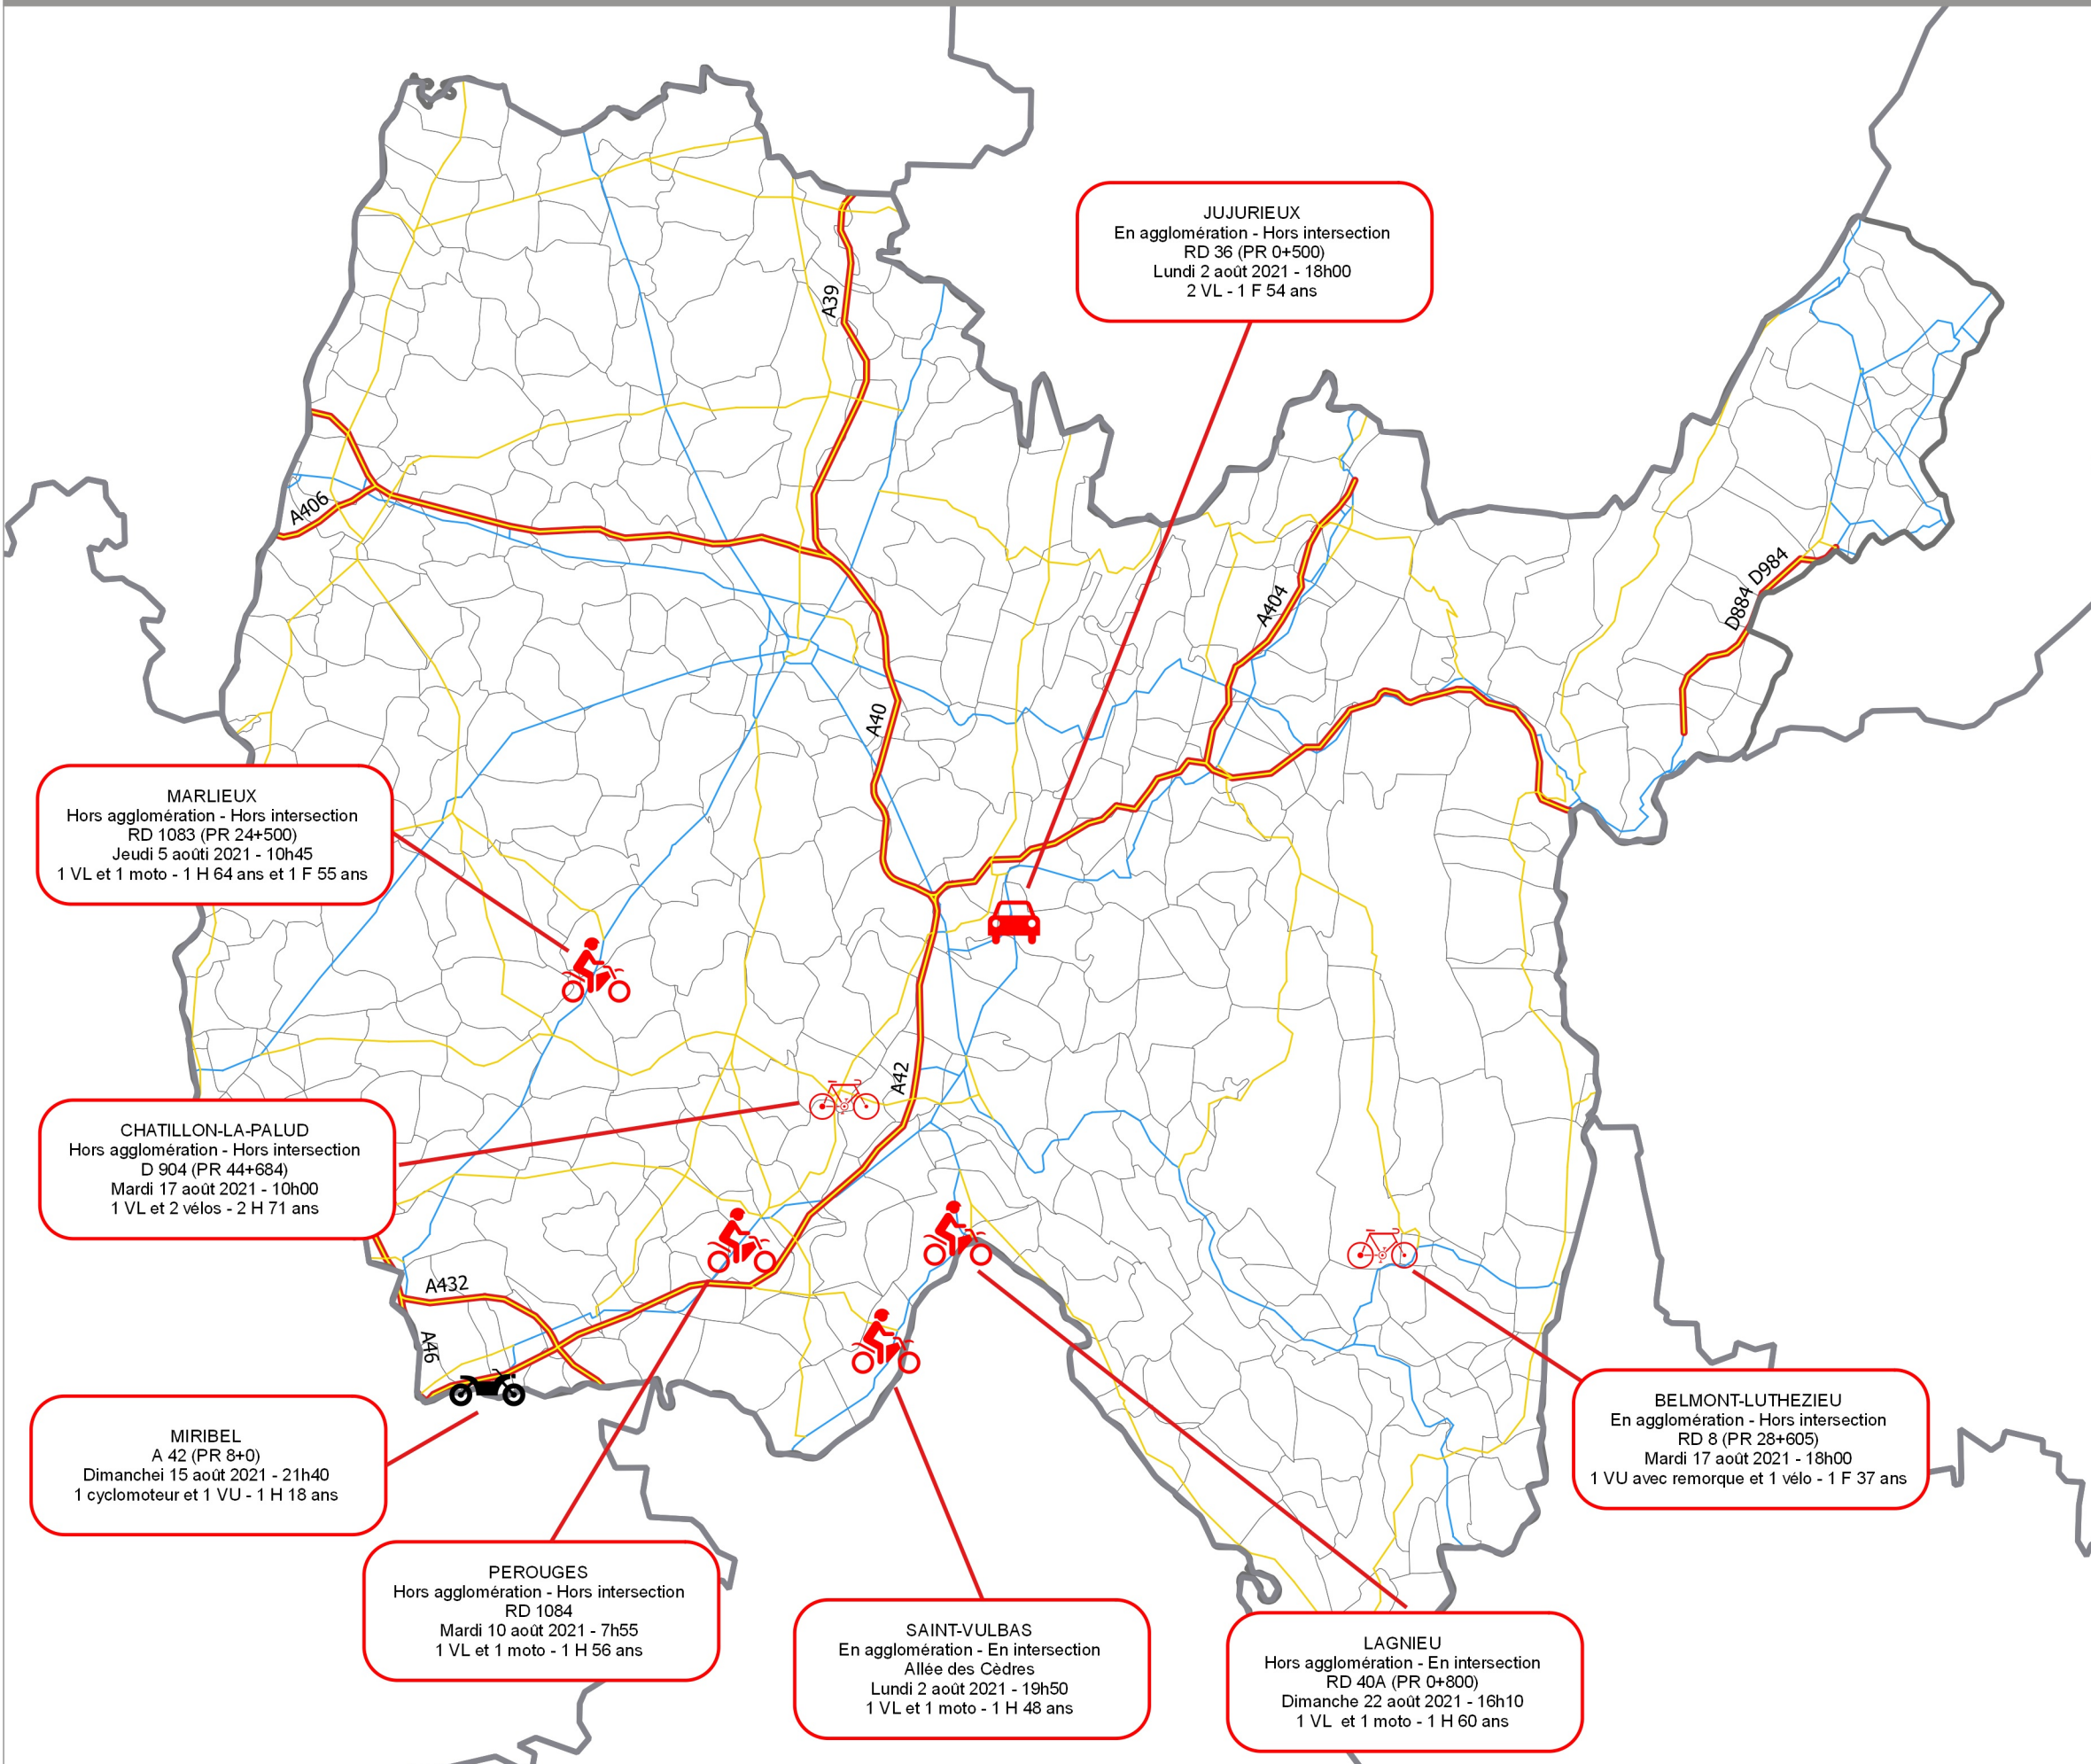 JUJURIEUX
En agglomération - Hors intersection
RD 36 (PR 0+500)
Lundi 2 août 2021 - 18h00
2 VL - 1 F 54 ans
A39
A406
A404
D984
D884
A40
MARLIEUX
Hors agglomération - Hors intersection
RD 1083 (PR 24+500)
Jeudi 5 aoûti 2021 - 10h45
1 VL et 1 moto - 1 H 64 ans et 1 F 55 ans
A42
CHATILLON-LA-PALUD
Hors agglomération - Hors intersection
D 904 (PR 44+684)
Mardi 17 août 2021 - 10h00
1 VL et 2 vélos - 2 H 71 ans
A432
A46
MIRIBEL
A 42 (PR 8+0)
Dimanchei 15 août 2021 - 21h40
1 cyclomoteur et 1 VU - 1 H 18 ans
BELMONT-LUTHEZIEU
En agglomération - Hors intersection
RD 8 (PR 28+605)
Mardi 17 août 2021 - 18h00
1 VU avec remorque et 1 vélo - 1 F 37 ans
PEROUGES
Hors agglomération - Hors intersection
RD 1084
Mardi 10 août 2021 - 7h55
1 VL et 1 moto - 1 H 56 ans
SAINT-VULBAS
En agglomération - En intersection
Allée des Cèdres
Lundi 2 août 2021 - 19h50
1 VL et 1 moto - 1 H 48 ans
LAGNIEU
Hors agglomération - En intersection
RD 40A (PR 0+800)
Dimanche 22 août 2021 - 16h10
1 VL  et 1 moto - 1 H 60 ans